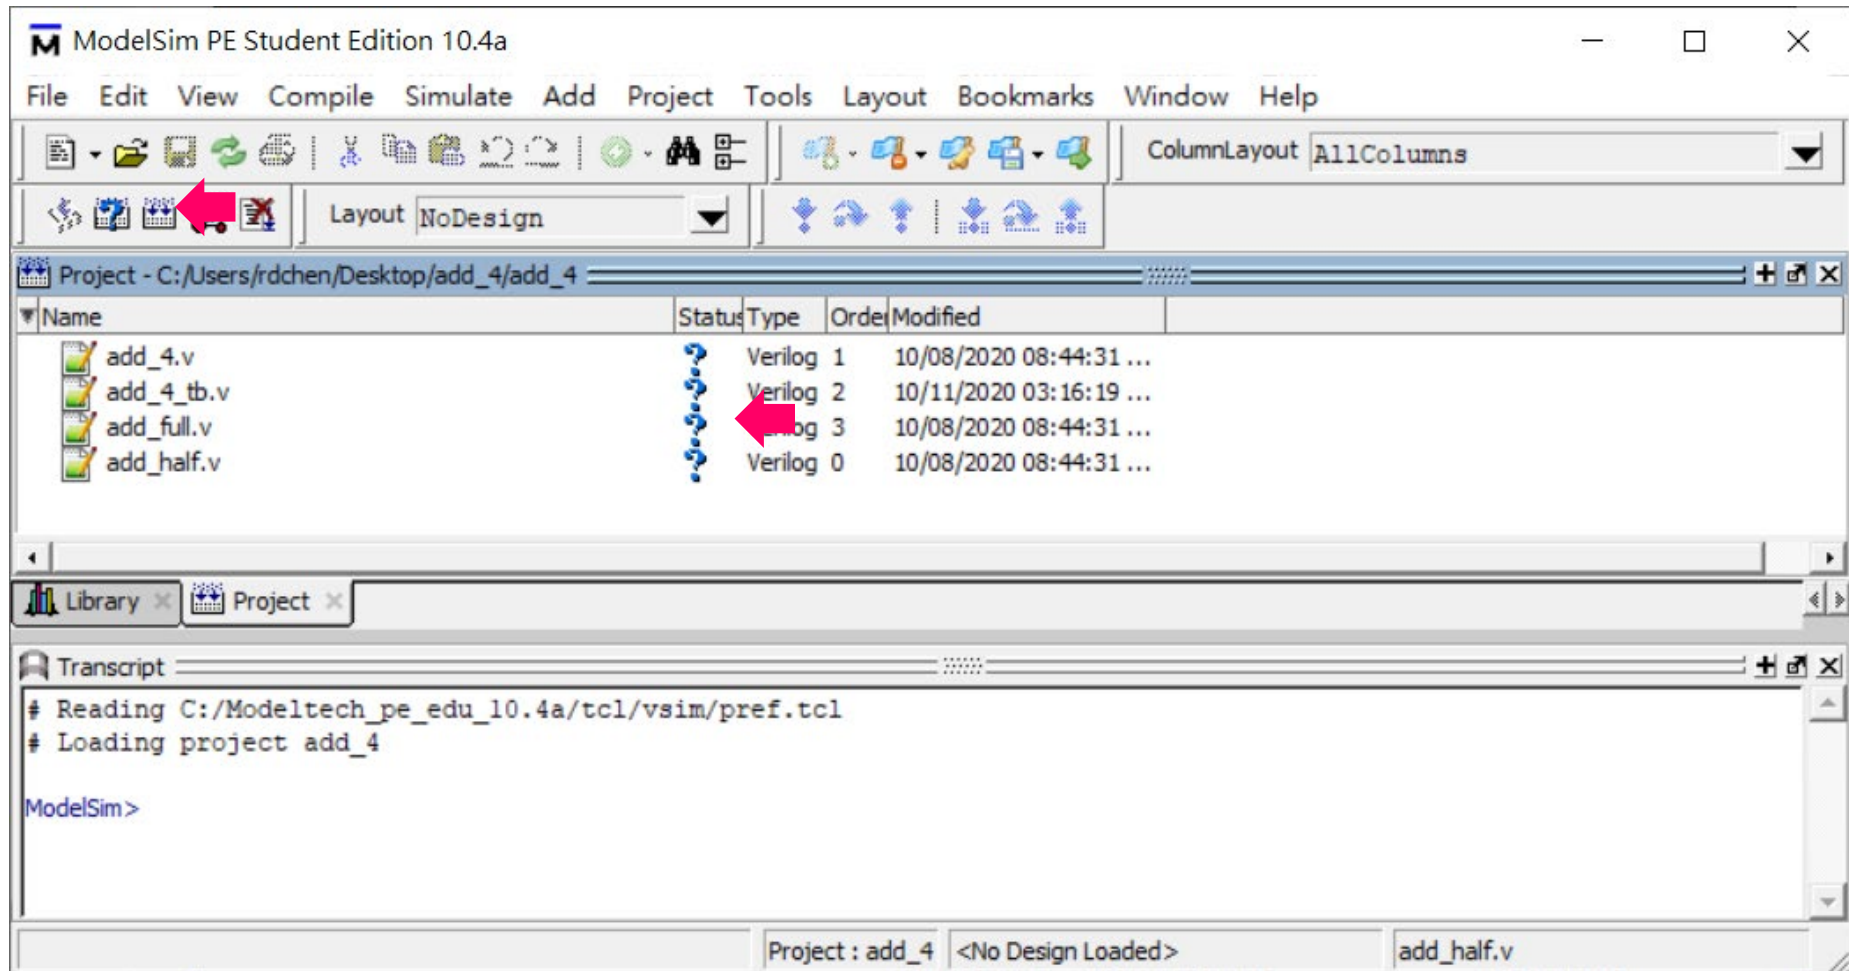 ModelSim PE Student Edition 10.4a
File Edit View Compile Simulate Add Project Tools Layout Bookmarks Window Help
ColumnLayout AllColumns
Layout NoDesign
Project - C:/Users/rdchen/Desktop/add_4/add_4
Name Status Type Order Modified
add_4.v Verilog 1 10/08/2020 08:44:31 ...
add_4_tb.v Verilog 2 10/11/2020 03:16:19 ...
add_full.v 3 10/08/2020 08:44:31 ...
add_half.v Verilog 0 10/08/2020 08:44:31 ...
Library Project
Transcript
# Reading C:/Modeltech_pe_edu_10.4a/tcl/vsim/pref.tcl
# Loading project add_4
ModelSim>
Project : add_4 <No Design Loaded> add_half.v